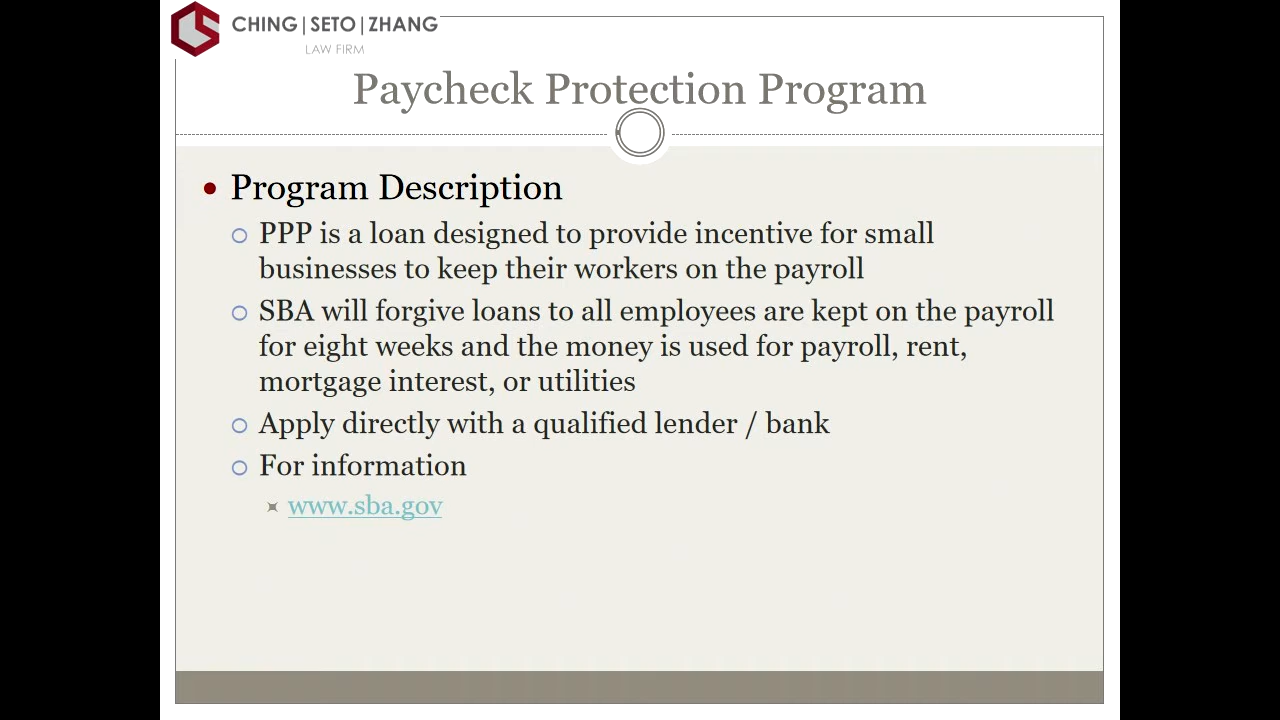 CHING|SETO|ZHANG
LAW FIRM
Paycheck Protection Program
Program Description
PPP is a loan designed to provide incentive for small
businesses to keep their workers on the payroll
SBA will forgive loans to all employees are kept on the payroll
for eight weeks and the money is used for payroll, rent,
mortgage interest, or utilities
Apply directly with a qualified lender / bank
For information
www.sba.gov